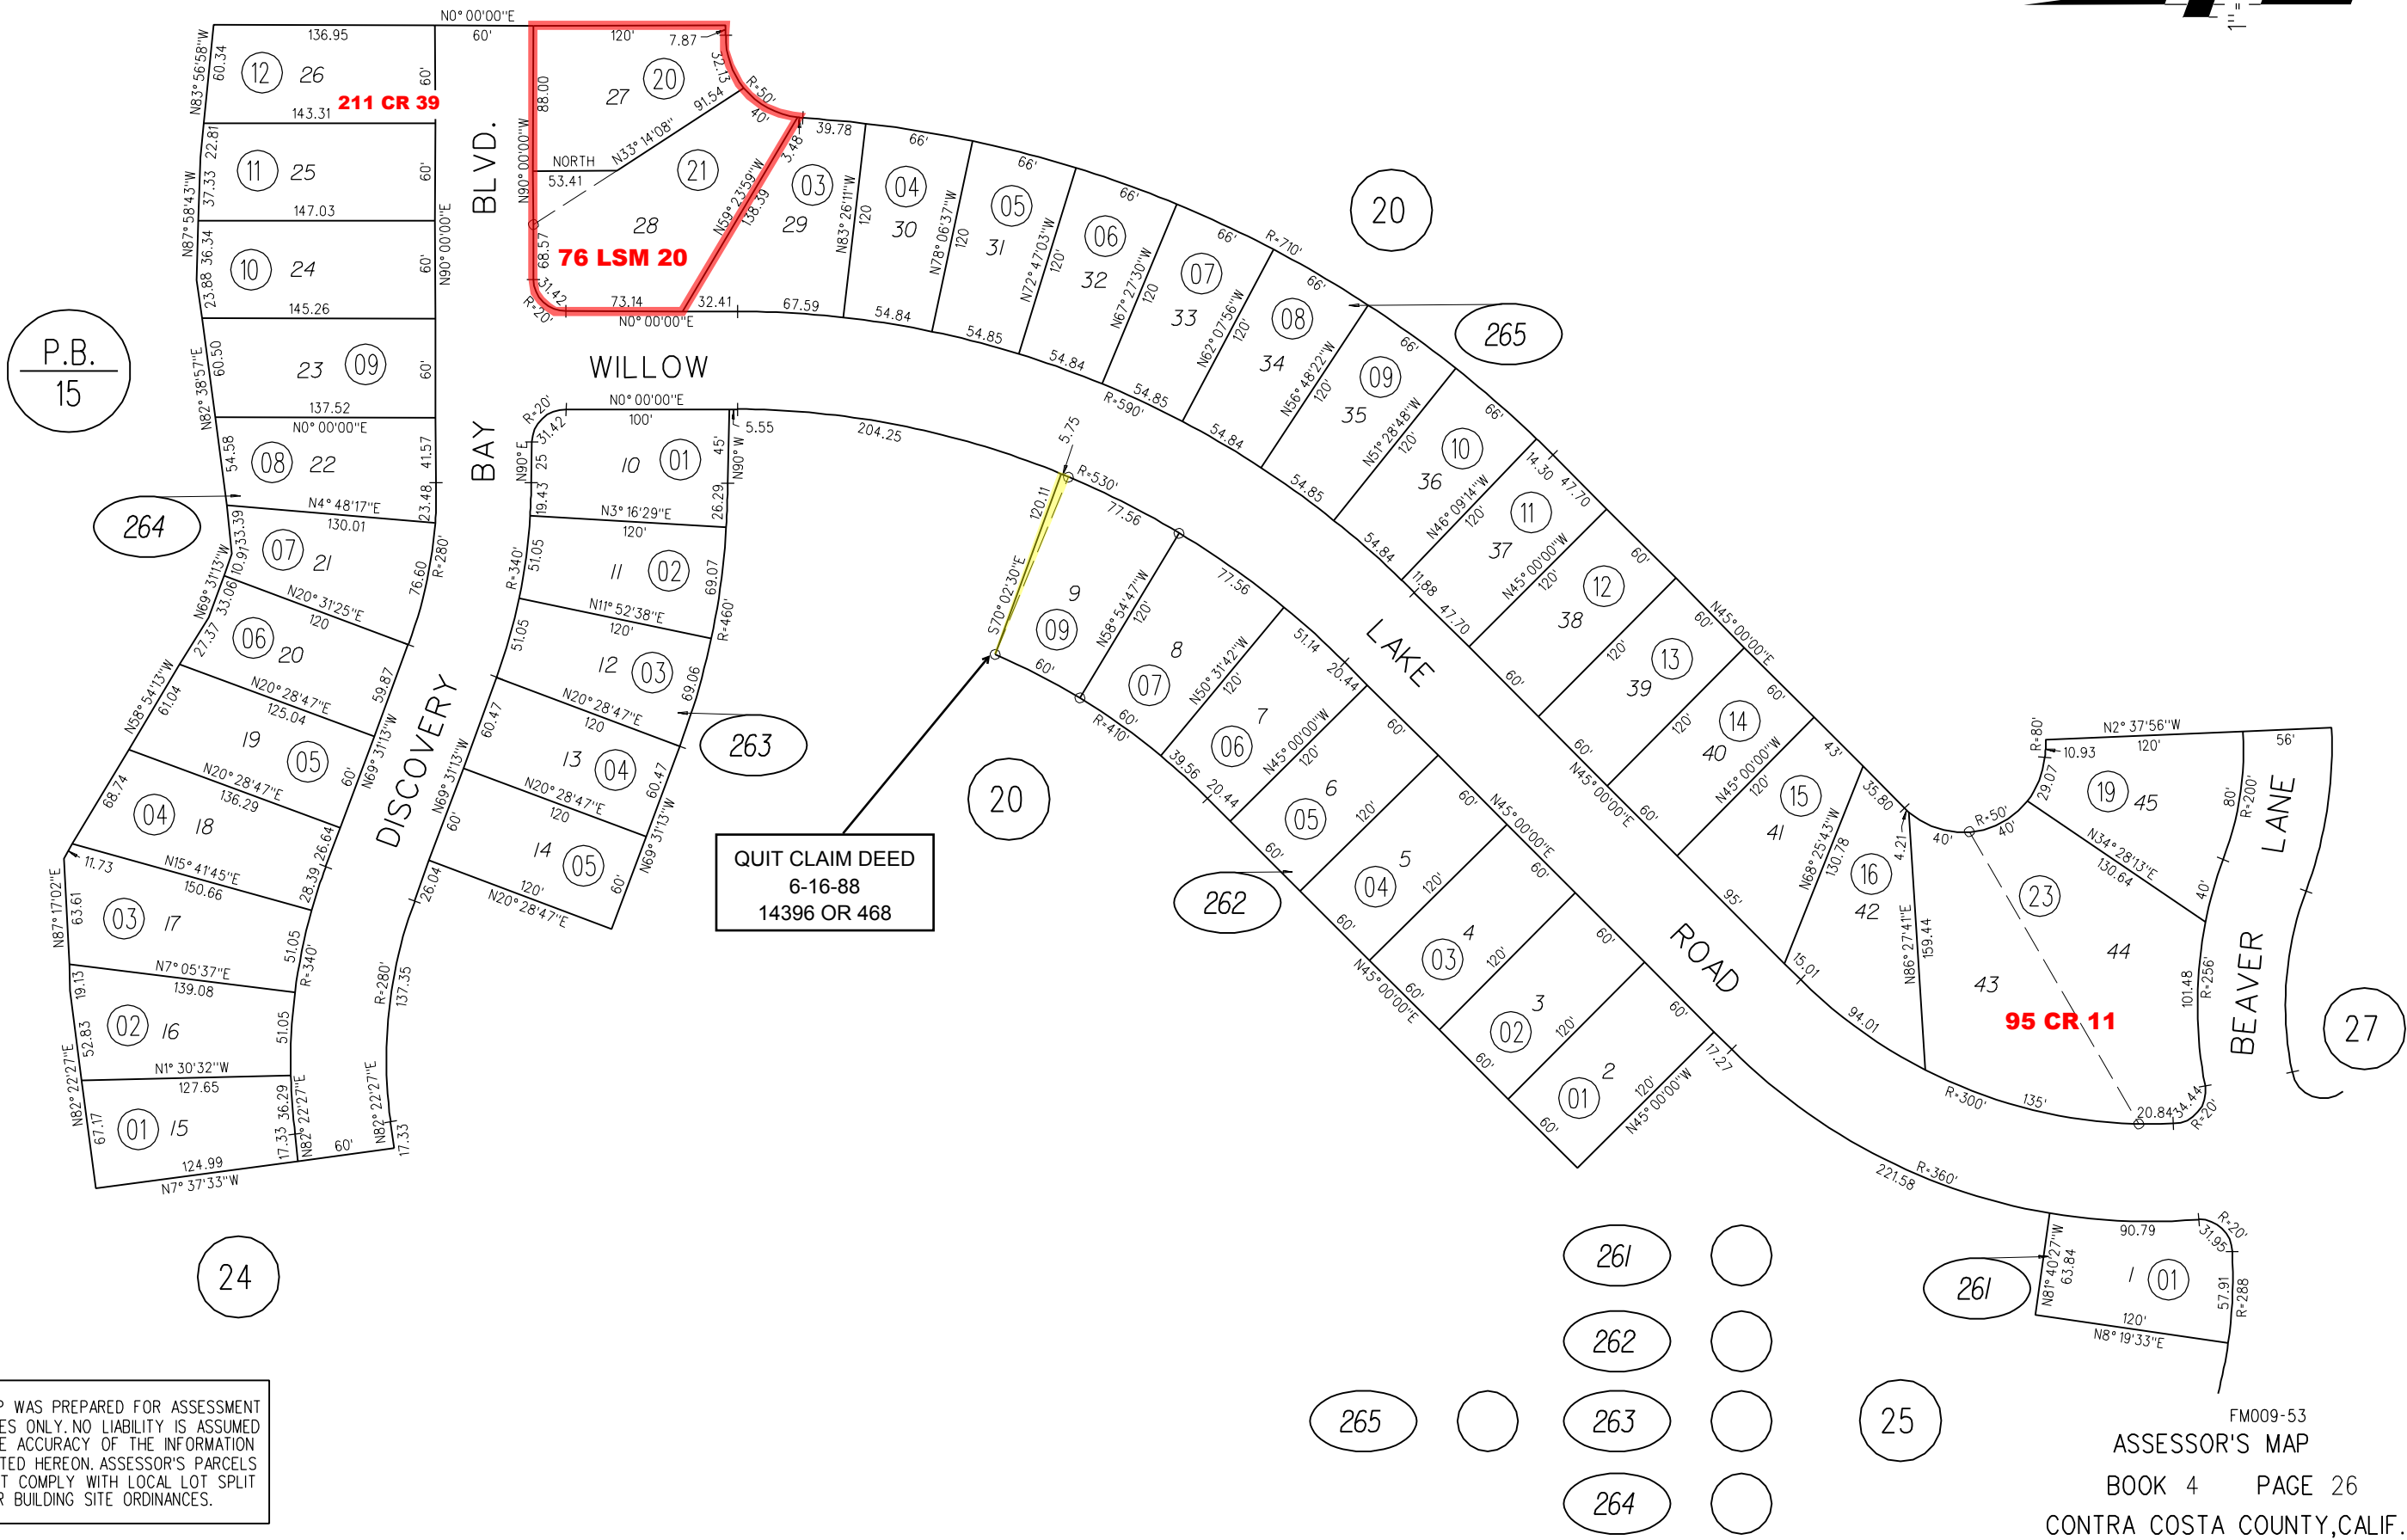 N0° 00'00"E
136.95
60'
120'
7.87
N83° 56'58"W
60.34
12
26
60'
211 CR 39
143.31
88.00
27
20
32.13
R=50'
91.54
40'
BLVD.
N90° 00'00"W
NORTH
53.41
N33° 14'08"
21
28
68.57
76 LSM 20
N59° 23'59"W
138.39
3.48
31.42
R=20'
73.14
32.41
N0° 00'00"E
22.81
11
25
60'
37.33
N87° 58'43"W
147.03
36.34
10
24
60'
N90° 00'00"E
23.88
145.26
P.B.
15
N82° 38'57"E
60.50
23
09
60'
137.52
N0° 00'00"E
54.58
08
22
41.57
23.48
264
N4° 48'17"E
130.01
33.39
10.91
07
21
R=280'
76.60
N69° 31'13"W
33.06
N20° 31'25"E
120
27.37
06
20
59.87
N58° 54'13"W
61.04
N20° 28'47"E
125.04
19
05
60'
N69° 31'13"W
68.74
N20° 28'47"E
136.29
04
18
26.64
11.73
N15° 41'45"E
150.66
28.39
N87° 17'02"E
63.61
03
17
51.05
R=340'
19.13
N7° 05'37"E
139.08
52.83
02
16
51.05
N82° 22'27"E
N1° 30'32"W
127.65
67.17
01
15
36.29
17.33
N82° 22'27"E
124.99
N7° 37'33"W
60'
17.33
N82° 22'27"E
137.35
R=280'
BAY
DISCOVERY
WILLOW
LAKE
ROAD
R=20'
31.42
N0° 00'00"E
100'
5.55
204.25
N90° E
25
10
01
45'
N90° W
19.43
26.29
N3° 16'29"E
120'
R=340'
51.05
11
02
69.07
R=460'
N11° 52'38"E
120'
51.05
12
03
69.06
263
N20° 28'47"E
120
60.47
N69° 31'13"W
13
04
60.47
60'
N20° 28'47"E
120
14
05
N69° 31'13"W
60'
26.04
120'
N20° 28'47"E
39.78
03
29
N83° 26'11"W
120
67.59
66'
04
30
N78° 06'37"W
120
54.84
66'
05
31
N72° 47'03"W
120'
54.85
66'
06
32
N67° 27'30"W
120
54.84
66'
07
33
N62° 07'56"W
120'
54.85
R=590'
R=710'
20
66'
08
34
N56° 48'22"W
120'
54.84
265
66'
09
35
N51° 28'48"W
120'
54.85
66'
10
36
N46° 09'14"W
120'
54.84
14.30
47.70
11
37
N45° 00'00"W
120'
11.88
47.70
60'
12
38
120'
60'
N45° 00'00"E
60'
13
39
120'
60'
60'
14
40
N45° 00'00"W
120'
60'
N45° 00'00"E
43'
15
41
N68° 25'43"W
130.78
95'
35.80
4.21
16
42
N86° 27'41"E
159.44
15.01
94.01
40'
R=50'
40'
29.07
R=80'
10.93
N2° 37'56"W
120'
56'
19
45
80'
R=200'
N34° 28'13"E
130.64
40'
23
44
43
95 CR 11
101.48
R=256'
LANE
BEAVER
27
R=300'
135'
20.84
34.44
R=20'
5.75
R=530'
120.11
S70° 02'30"E
77.56
9
09
N58° 54'47"W
120'
60'
77.56
8
07
N50° 31'42"W
120'
60'
R=410'
51.14
20.44
7
06
N45° 00'00"W
120'
39.56
20.44
60'
6
05
120'
60'
60'
N45° 00'00"E
5
04
120'
60'
60'
4
03
120'
60'
N45° 00'00"E
60'
3
02
120'
60'
60'
2
01
120'
N45° 00'00"W
60'
17.27
20
262
QUIT CLAIM DEED
6-16-88
14396 OR 468
R=360'
221.58
90.79
31.95
R=20'
N81° 40'27"W
63.84
1
01
57.91
R=288
120'
N8° 19'33"E
261
24
261
262
265
263
264
25
P WAS PREPARED FOR ASSESSMENT
ES ONLY. NO LIABILITY IS ASSUMED
E ACCURACY OF THE INFORMATION
TED HEREON. ASSESSOR'S PARCELS
T COMPLY WITH LOCAL LOT SPLIT
R BUILDING SITE ORDINANCES.
FM009-53
ASSESSOR'S MAP
BOOK 4 PAGE 26
CONTRA COSTA COUNTY, CALIF.